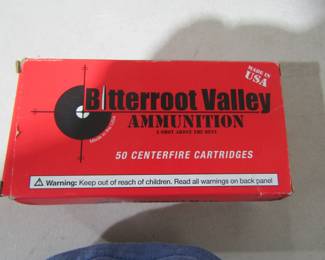 MADE IN
USA
Bitterroot Valley
AMMUNITION
A SHOT ABOVE THE REST
50 CENTERFIRE CARTRIDGES
Warning: Keep out of reach of children. Read all warnings on back panel